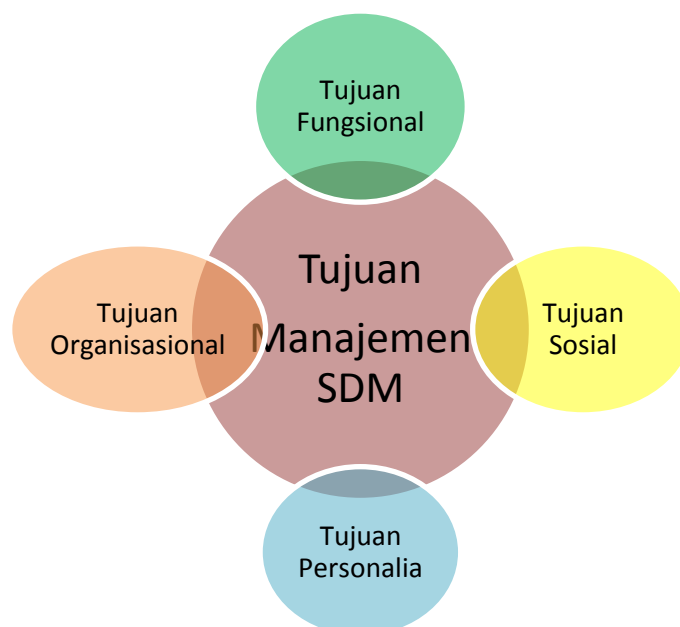 Tujuan
Fungsional
Tujuan
Manajemen
SDM
Tujuan
Organisasional
Tujuan
Sosial
Tujuan
Personalia